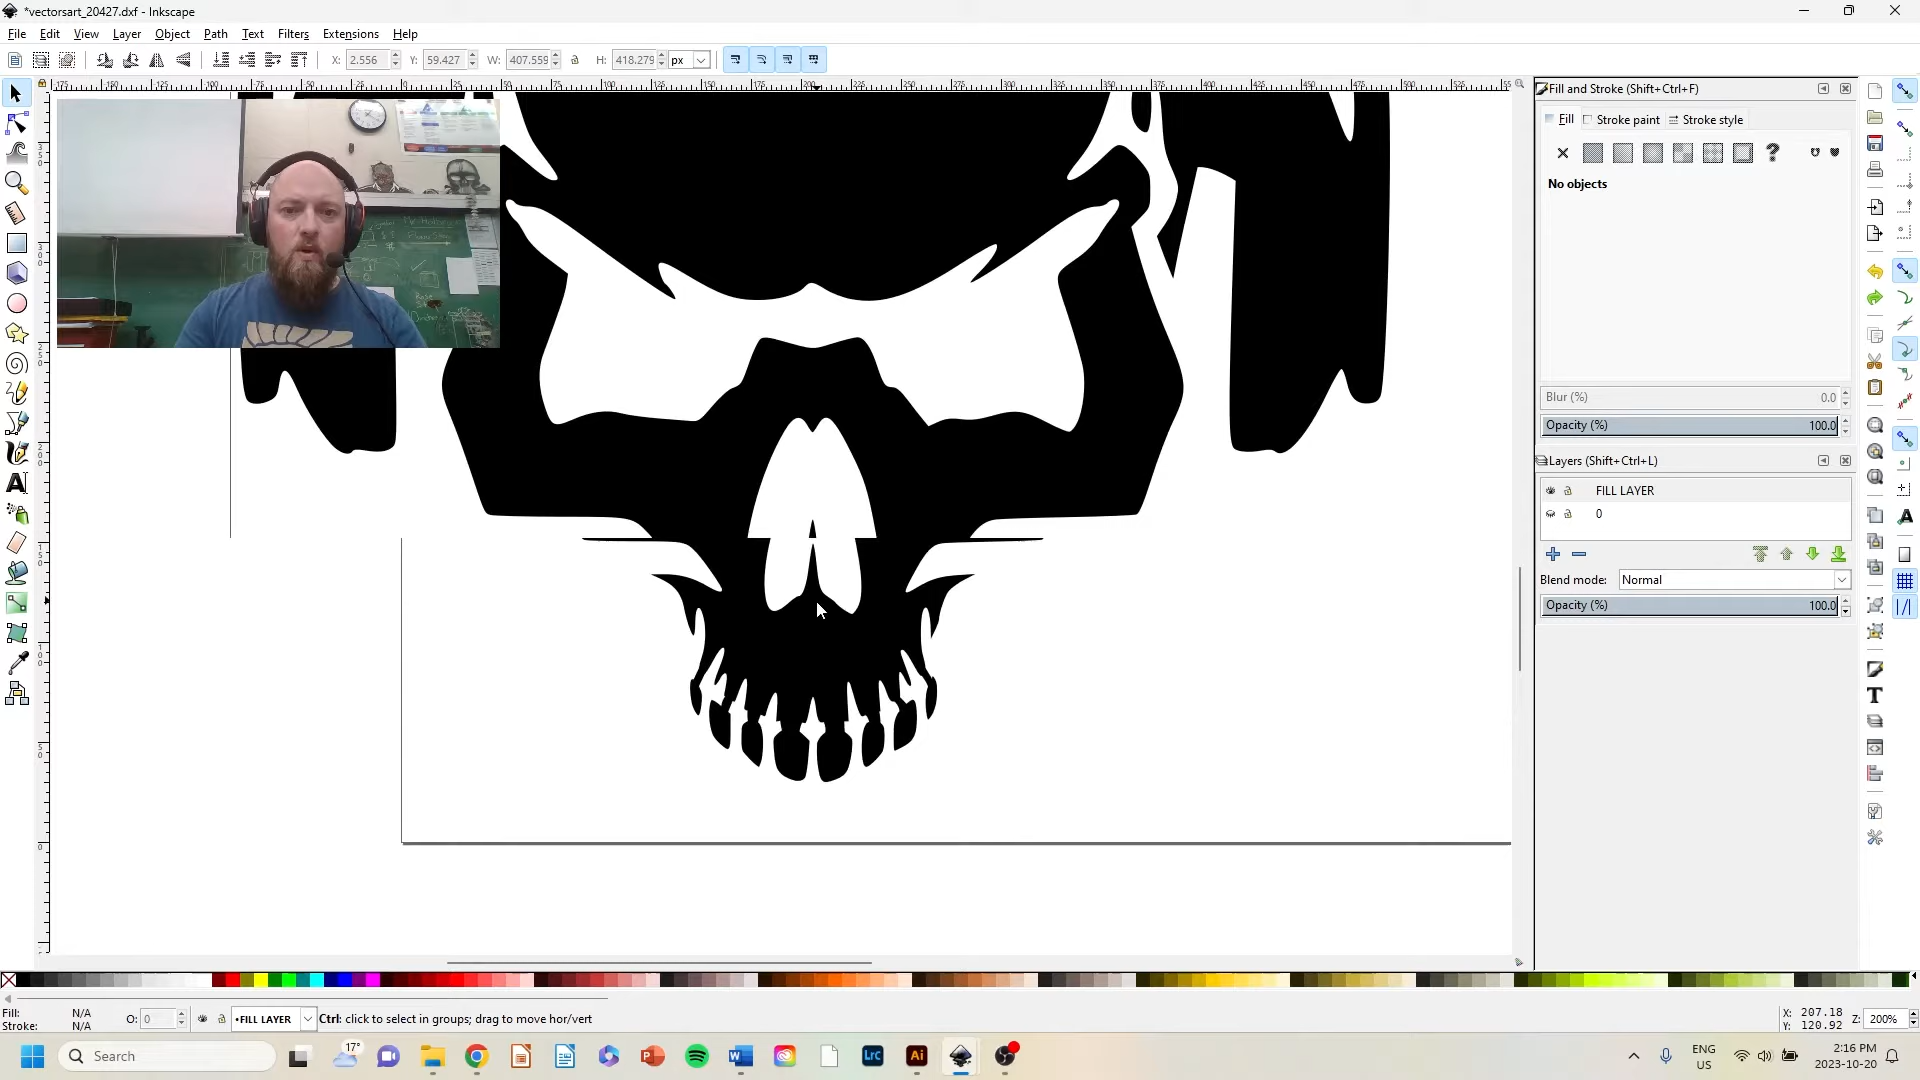 *vectorsart_20427.dxf - Inkscape
File Edit View Layer Object Path Text Filters Extensions Help
X: 2.556 Y: 59.427 W: 407.559 H: 418.279 px
Fill and Stroke (Shift+Ctrl+F)
Fill Stroke paint Stroke style
?
No objects
Blur (%) 0.0
Opacity (%) 100.0
Layers (Shift+Ctrl+L)
FILL LAYER
0
Blend mode: Normal
Opacity (%) 100.0
Fill: N/A
Stroke: N/A
O: 0
•FILL LAYER
Ctrl: click to select in groups; drag to move hor/vert
X: 207.18
Y: 120.92
Z: 200%
Search
17°
Lrc
Ai
ENG
US
2:16 PM
2023-10-20